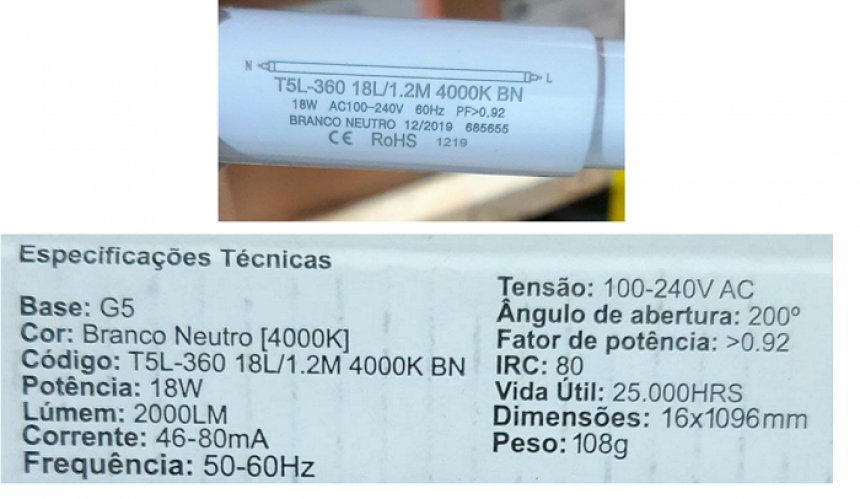 N L
T5L-360 18L/1.2M 4000K BN
18W AC100-240V 60Hz PF>0.92
BRANCO NEUTRO 12/2019 685655
CE RoHS 1219
Especificações Técnicas
Base: G5
Cor: Branco Neutro [4000K]
Código: T5L-360 18L/1.2M 4000K BN
Potência: 18W
Lúmem: 2000LM
Corrente: 46-80mA
Frequência: 50-60Hz
Tensão: 100-240V AC
Ângulo de abertura: 200º
Fator de potência: >0.92
IRC: 80
Vida Útil: 25.000HRS
Dimensões: 16x1096mm
Peso: 108g